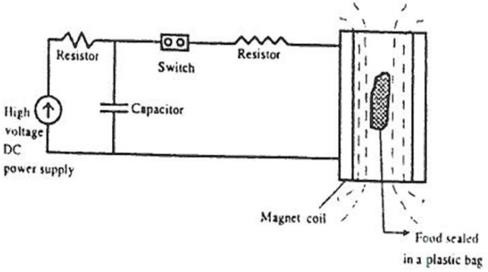 Resistor
Switch
Resistor
High
voltage
DC
power supply
Capacitor
Magnet coil
Food sealed
in a plastic bag